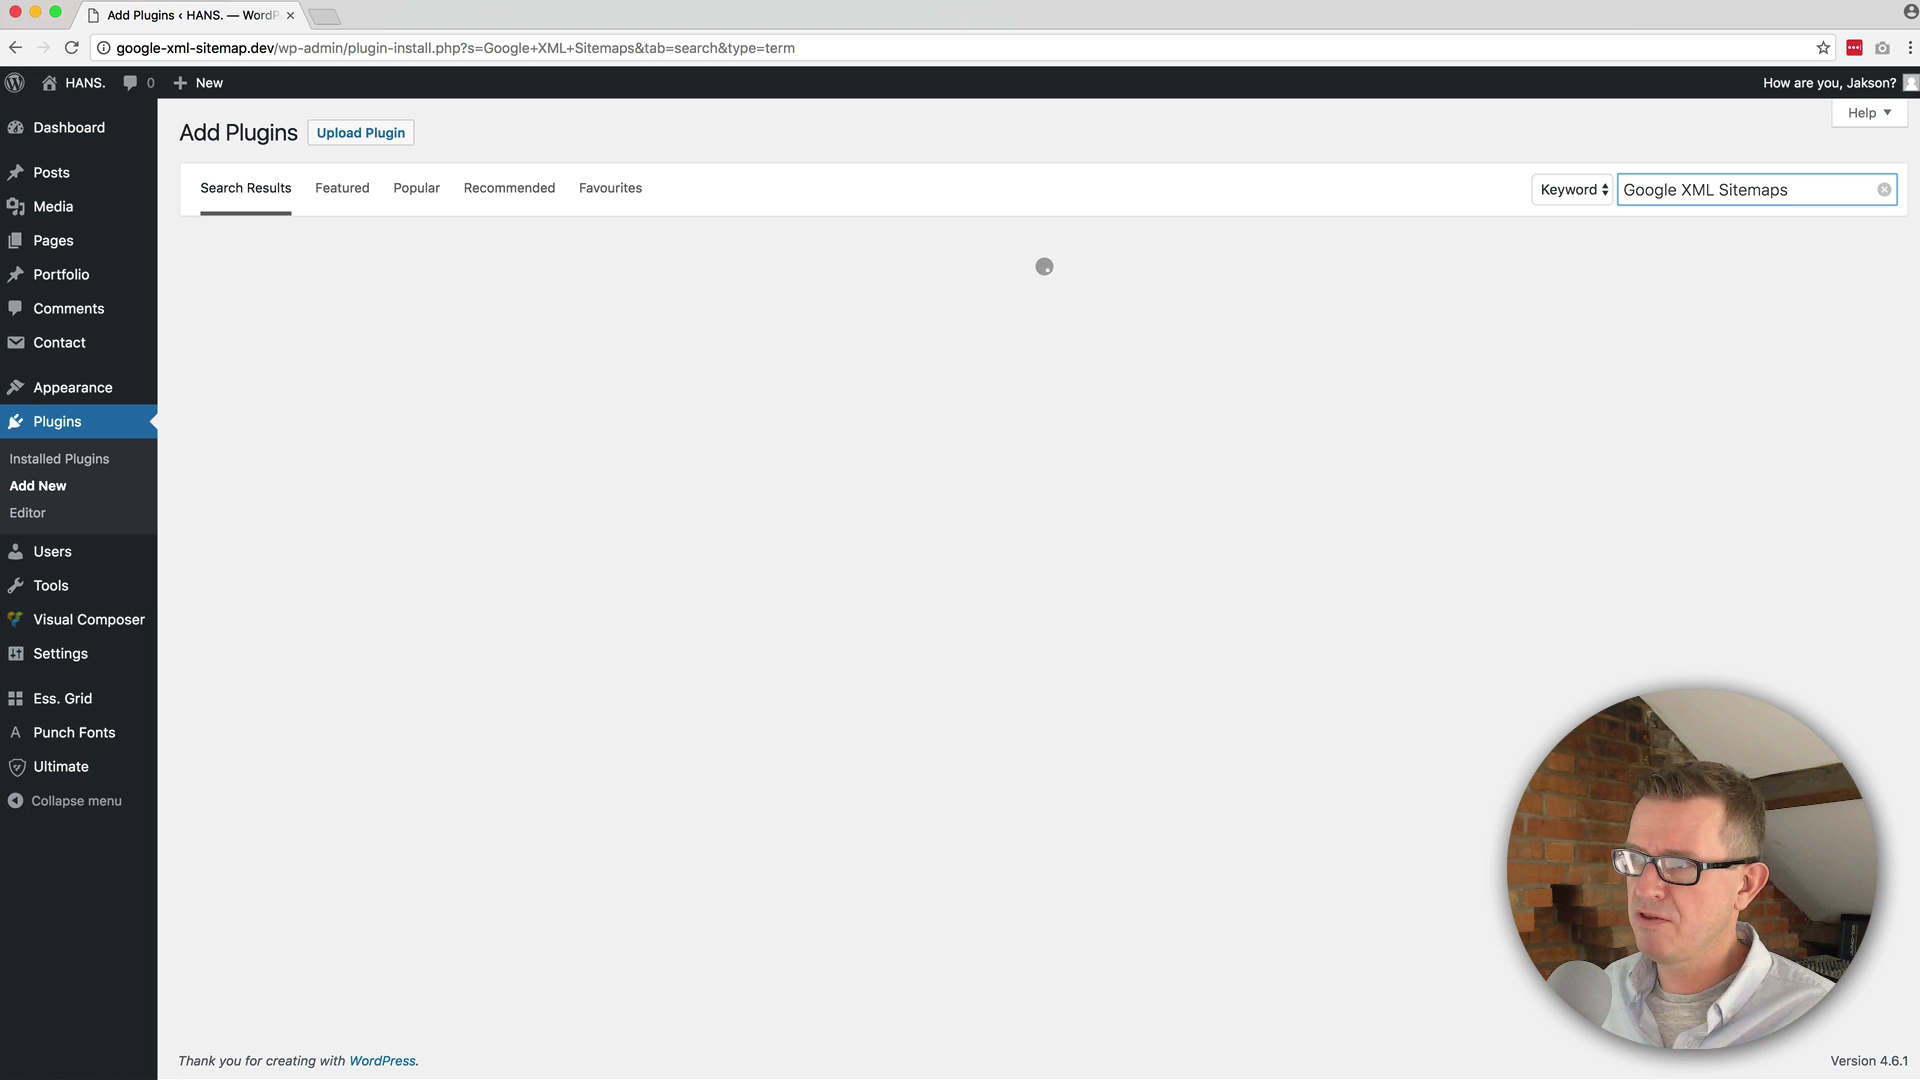 Add Plugins ‹ HANS. — WordP
google-xml-sitemap.dev/wp-admin/plugin-install.php?s=Google+XML+Sitemaps&tab=search&type=term
HANS.
0
New
How are you, Jakson?
Dashboard
Posts
Media
Pages
Portfolio
Comments
Contact
Appearance
Plugins
Installed Plugins
Add New
Editor
Users
Tools
Visual Composer
Settings
Ess. Grid
Punch Fonts
Ultimate
Collapse menu
Help
Add Plugins
Upload Plugin
Search Results
Featured
Popular
Recommended
Favourites
Keyword
Google XML Sitemaps
Thank you for creating with WordPress.
Version 4.6.1